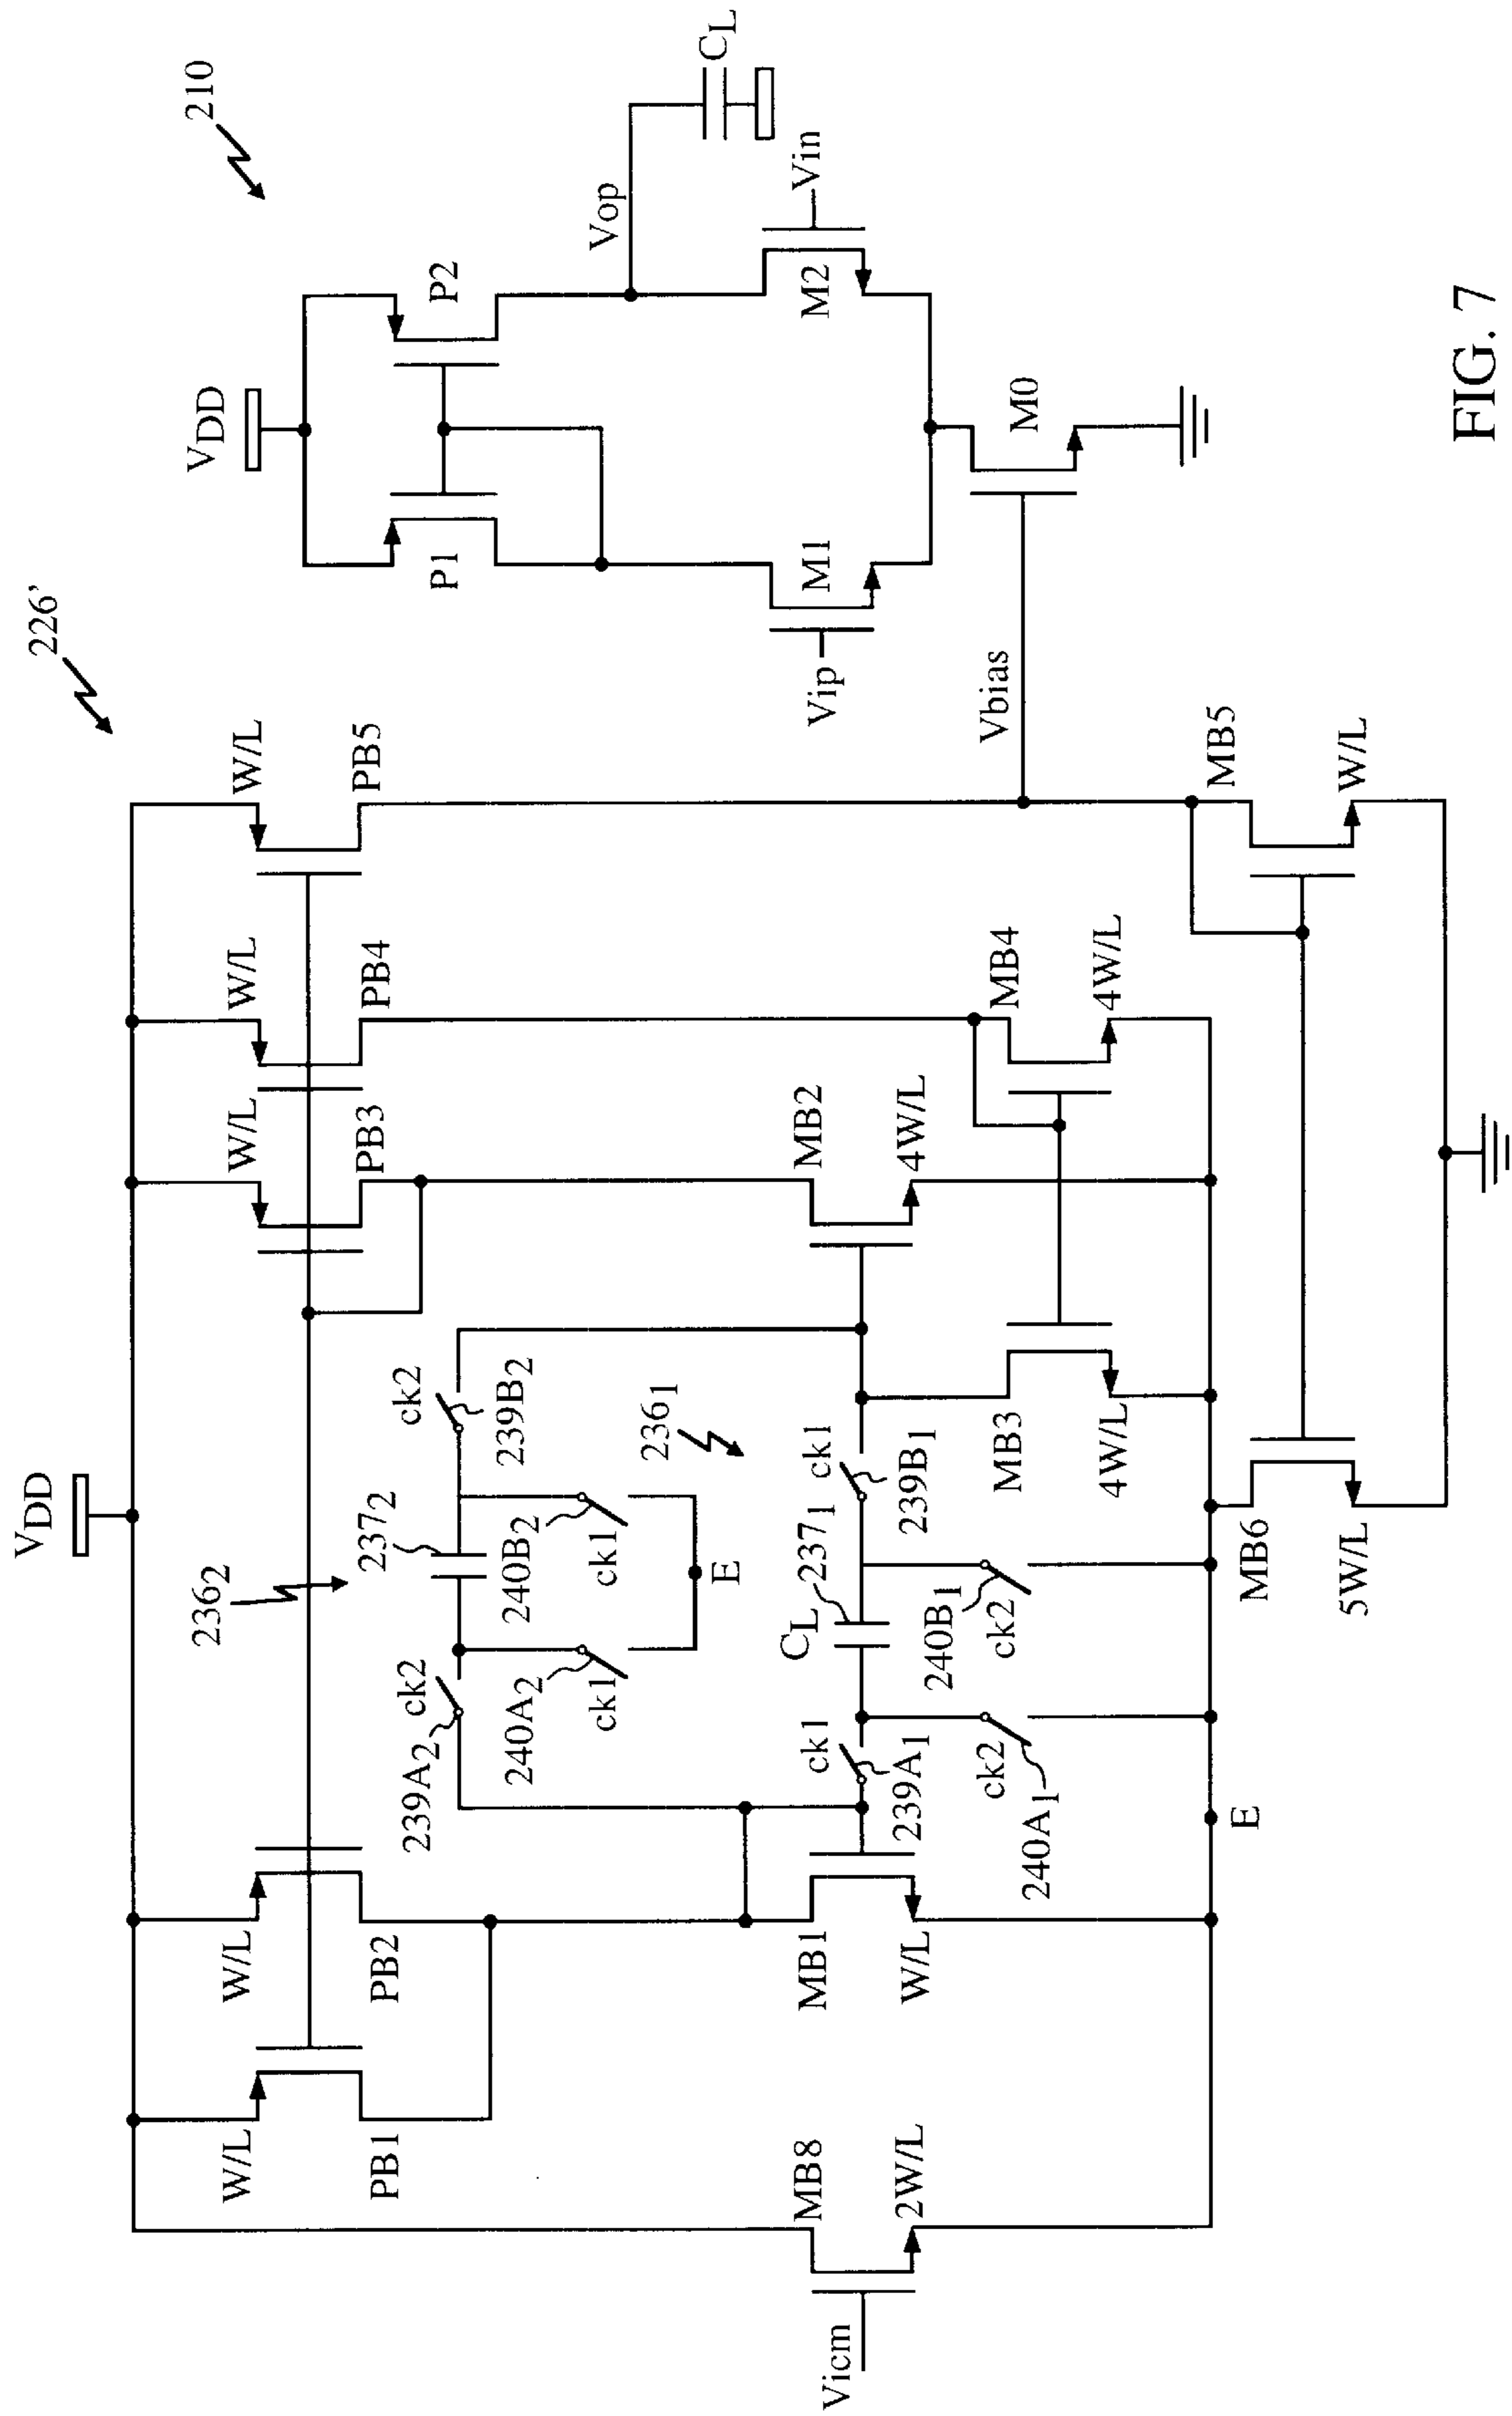 226'
210
VDD
VDD
W/L
PB1
W/L
PB2
236₂
W/L
PB3
W/L
PB4
W/L
PB5
P1
P2
Vop
CL
239A₂
ck2
237₂
ck2
239B₂
240A₂
ck1
240B₂
ck1
E
236₁
Vicm
MB8
2W/L
MB1
W/L
ck1
239A₁
CL
237₁
ck1
239B₁
240A₁
ck2
240B₁
ck2
MB2
4W/L
MB3
4W/L
MB4
4W/L
E
Vip
M1
M2
Vin
Vbias
M0
MB6
5W/L
MB5
W/L
FIG. 7